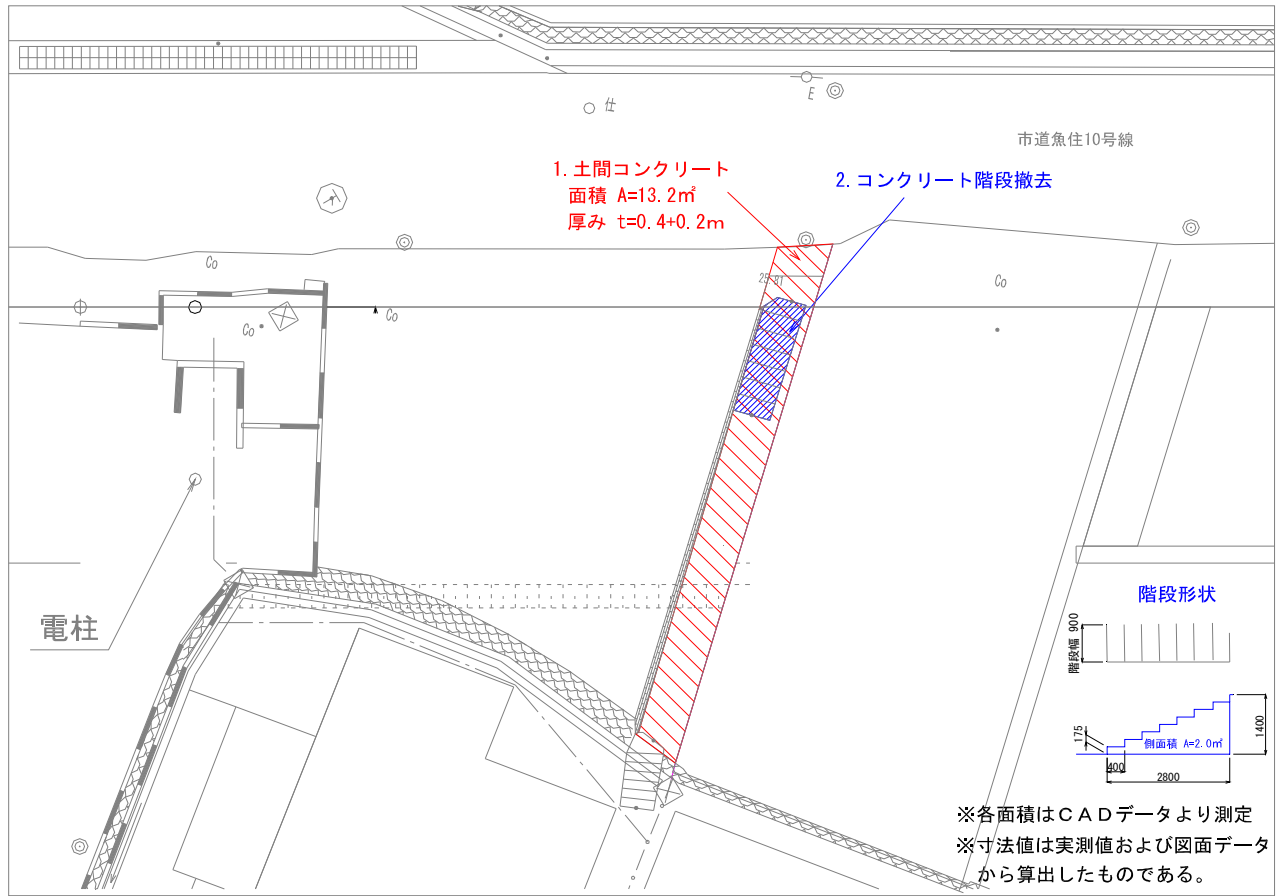 仕
E
市道魚住10号線
1. 土間コンクリート
面積 A=13.2㎡
厚み t=0.4+0.2m
2. コンクリート階段撤去
Co
25.81
Co
Co
Co
電柱
階段形状
階段幅 900
175
側面積 A=2.0㎡
1400
400
2800
※各面積はCADデータより測定
※寸法値は実測値および図面データ
から算出したものである。